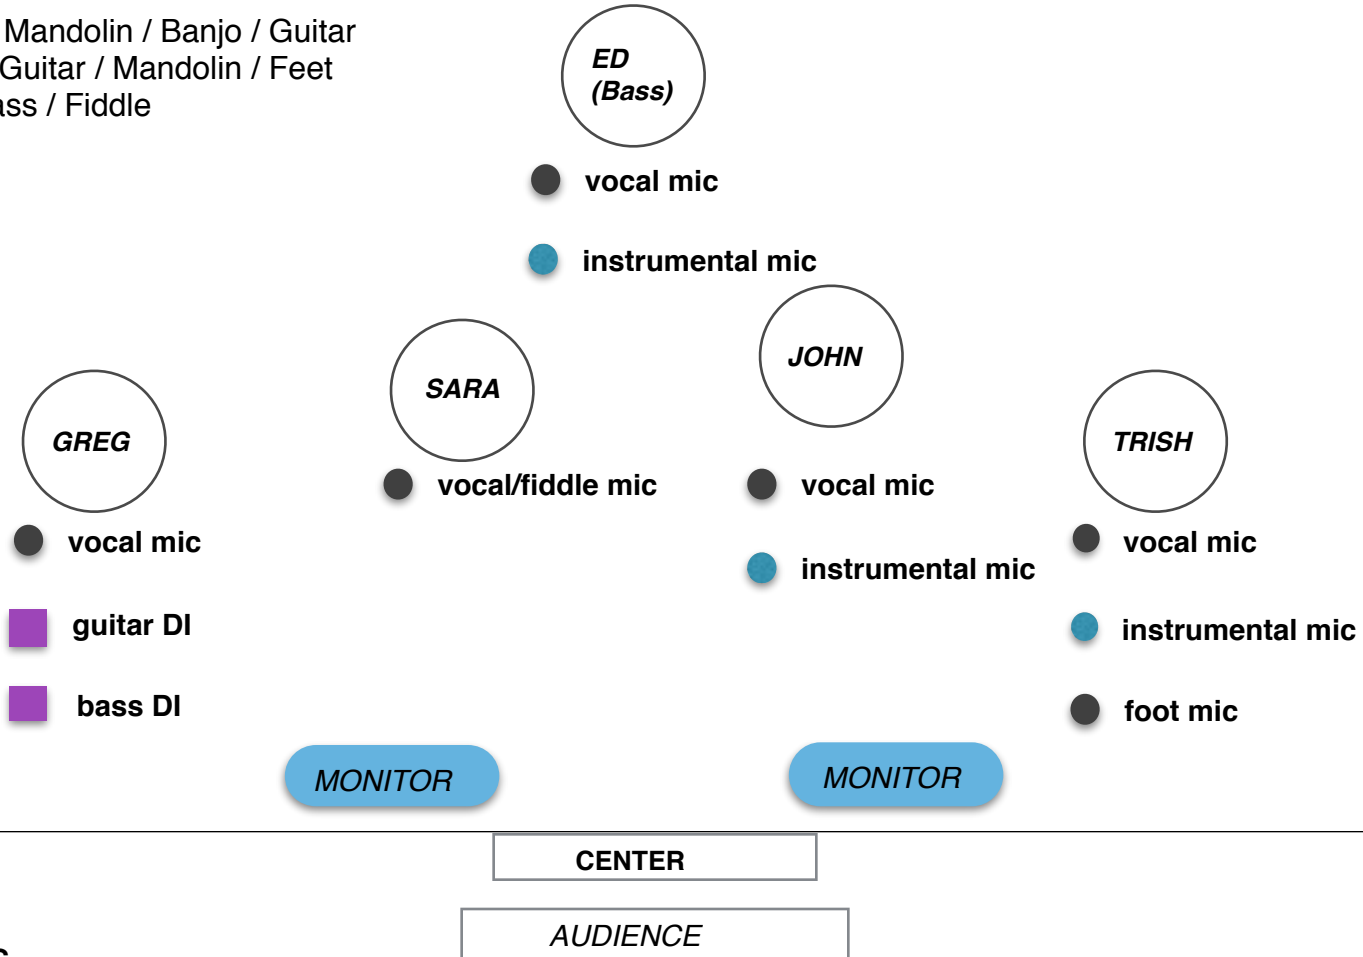 Mandolin / Banjo / Guitar
Guitar / Mandolin / Feet
/ Fiddle
ED
(Bass)
vocal mic
instrumental mic
JOHN
SARA
GREG
TRISH
vocal/fiddle mic
vocal mic
vocal mic
vocal mic
instrumental mic
guitar DI
instrumental mic
bass DI
foot mic
MONITOR
MONITOR
CENTER
AUDIENCE